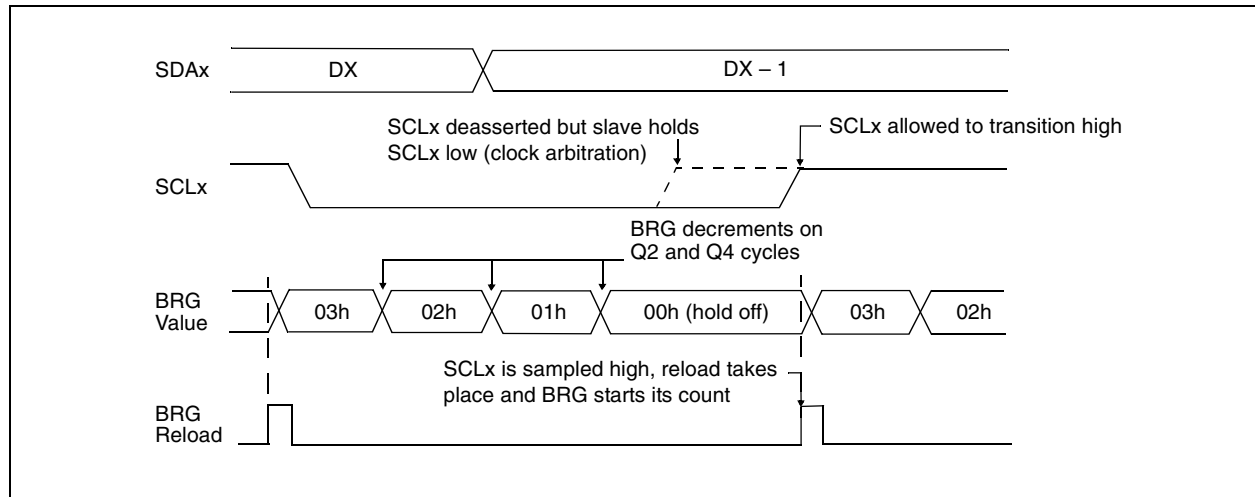 SDAx
DX
DX – 1
SCLx deasserted but slave holds
SCLx low (clock arbitration)
SCLx allowed to transition high
SCLx
BRG decrements on
Q2 and Q4 cycles
BRG
Value
03h
02h
01h
00h (hold off)
03h
02h
SCLx is sampled high, reload takes
place and BRG starts its count
BRG
Reload